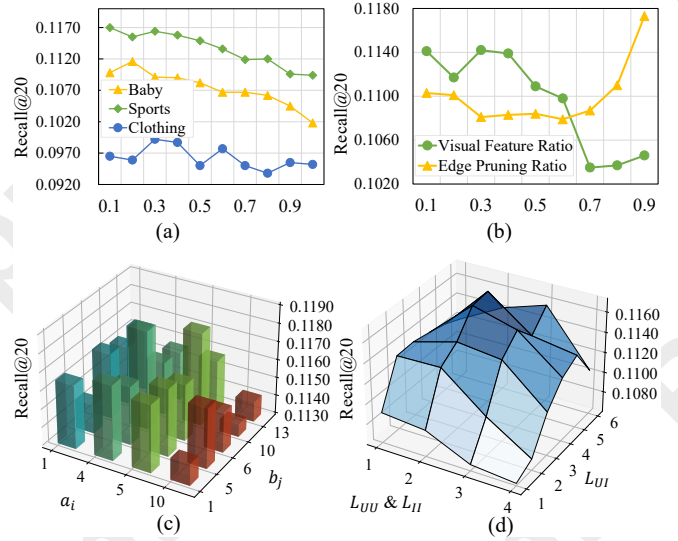 Recall@20
0.1170
0.1120
0.1070
0.1020
0.0970
0.0920
Baby
Sports
Clothing
0.1 0.3 0.5 0.7 0.9
(a)
0.1180
0.1140
0.1100
0.1060
0.1020
Recall@20
Visual Feature Ratio
Edge Pruning Ratio
0.1 0.3 0.5 0.7 0.9
(b)
Recall@20
0.1190
0.1180
0.1170
0.1160
0.1150
0.1140
0.1130
1 4 5 10
a_i
1 5 6 10 13
b_j
(c)
Recall@20
0.1160
0.1140
0.1120
0.1100
0.1080
1 2 3 4
L_UU & L_II
1 2 3 4 5 6
L_UI
(d)